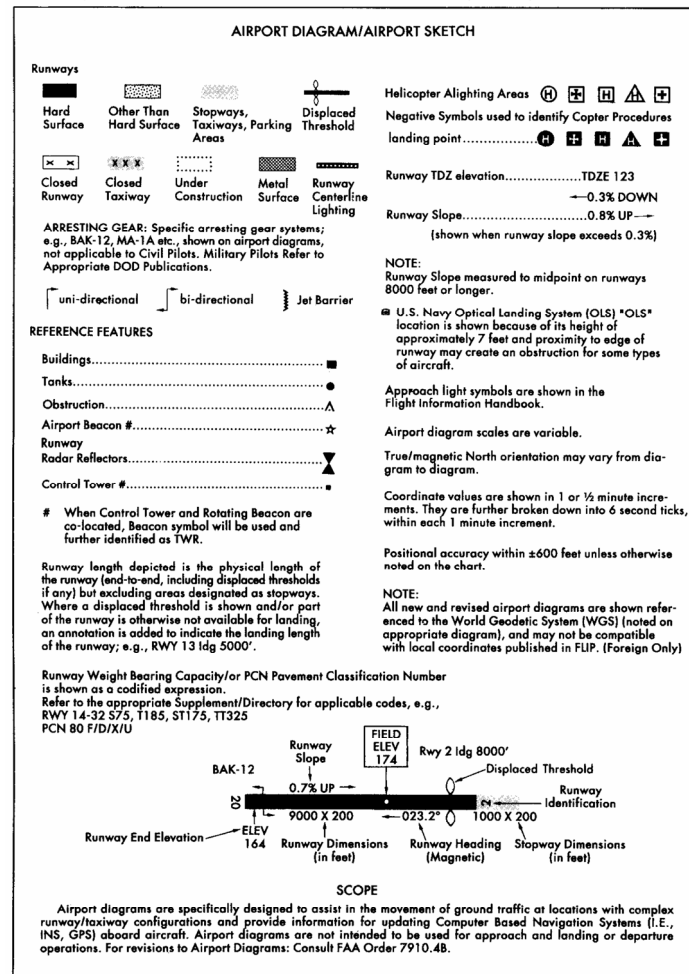 AIRPORT DIAGRAM/AIRPORT SKETCH
Runways
Hard
Surface
Other Than
Hard Surface
Stopways,
Taxiways, Parking
Areas
Displaced
Threshold
x x
x x x
Closed
Runway
Closed
Taxiway
Under
Construction
Metal
Surface
Runway
Centerline
Lighting
ARRESTING GEAR: Specific arresting gear systems;
e.g., BAK-12, MA-1A etc., shown on airport diagrams,
not applicable to Civil Pilots. Military Pilots Refer to
Appropriate DOD Publications.
uni-directional bi-directional Jet Barrier
REFERENCE FEATURES
Buildings
Tanks
Obstruction
Airport Beacon #
Runway
Radar Reflectors
Control Tower #
# When Control Tower and Rotating Beacon are
co-located, Beacon symbol will be used and
further identified as TWR.
Runway length depicted is the physical length of
the runway (end-to-end, including displaced thresholds
if any) but excluding areas designated as stopways.
Where a displaced threshold is shown and/or part
of the runway is otherwise not available for landing,
an annotation is added to indicate the landing length
of the runway; e.g., RWY 13 ldg 5000'.
Helicopter Alighting Areas H H H
Negative Symbols used to identify Copter Procedures
landing point H H H
Runway TDZ elevation TDZE 123
←0.3% DOWN
Runway Slope 0.8% UP→
(shown when runway slope exceeds 0.3%)
NOTE:
Runway Slope measured to midpoint on runways
8000 feet or longer.
U.S. Navy Optical Landing System (OLS) "OLS"
location is shown because of its height of
approximately 7 feet and proximity to edge of
runway may create an obstruction for some types
of aircraft.
Approach light symbols are shown in the
Flight Information Handbook.
Airport diagram scales are variable.
True/magnetic North orientation may vary from dia-
gram to diagram.
Coordinate values are shown in 1 or ½ minute incre-
ments. They are further broken down into 6 second ticks,
within each 1 minute increment.
Positional accuracy within ±600 feet unless otherwise
noted on the chart.
NOTE:
All new and revised airport diagrams are shown refer-
enced to the World Geodetic System (WGS) (noted on
appropriate diagram), and may not be compatible
with local coordinates published in FLIP. (Foreign Only)
Runway Weight Bearing Capacity/or PCN Pavement Classification Number
is shown as a codified expression.
Refer to the appropriate Supplement/Directory for applicable codes, e.g.,
RWY 14-32 S75, T185, ST175, TT325
PCN 80 F/D/X/U
BAK-12
Runway
Slope
0.7% UP →
FIELD
ELEV
174
Rwy 2 ldg 8000'
Displaced Threshold
Runway
Identification
20
2
Runway End Elevation
ELEV
164
9000 X 200
Runway Dimensions
(in feet)
←023.2°
Runway Heading
(Magnetic)
1000 X 200
Stopway Dimensions
(in feet)
SCOPE
Airport diagrams are specifically designed to assist in the movement of ground traffic at locations with complex
runway/taxiway configurations and provide information for updating Computer Based Navigation Systems (I.E.,
INS, GPS) aboard aircraft. Airport diagrams are not intended to be used for approach and landing or departure
operations. For revisions to Airport Diagrams: Consult FAA Order 7910.4B.